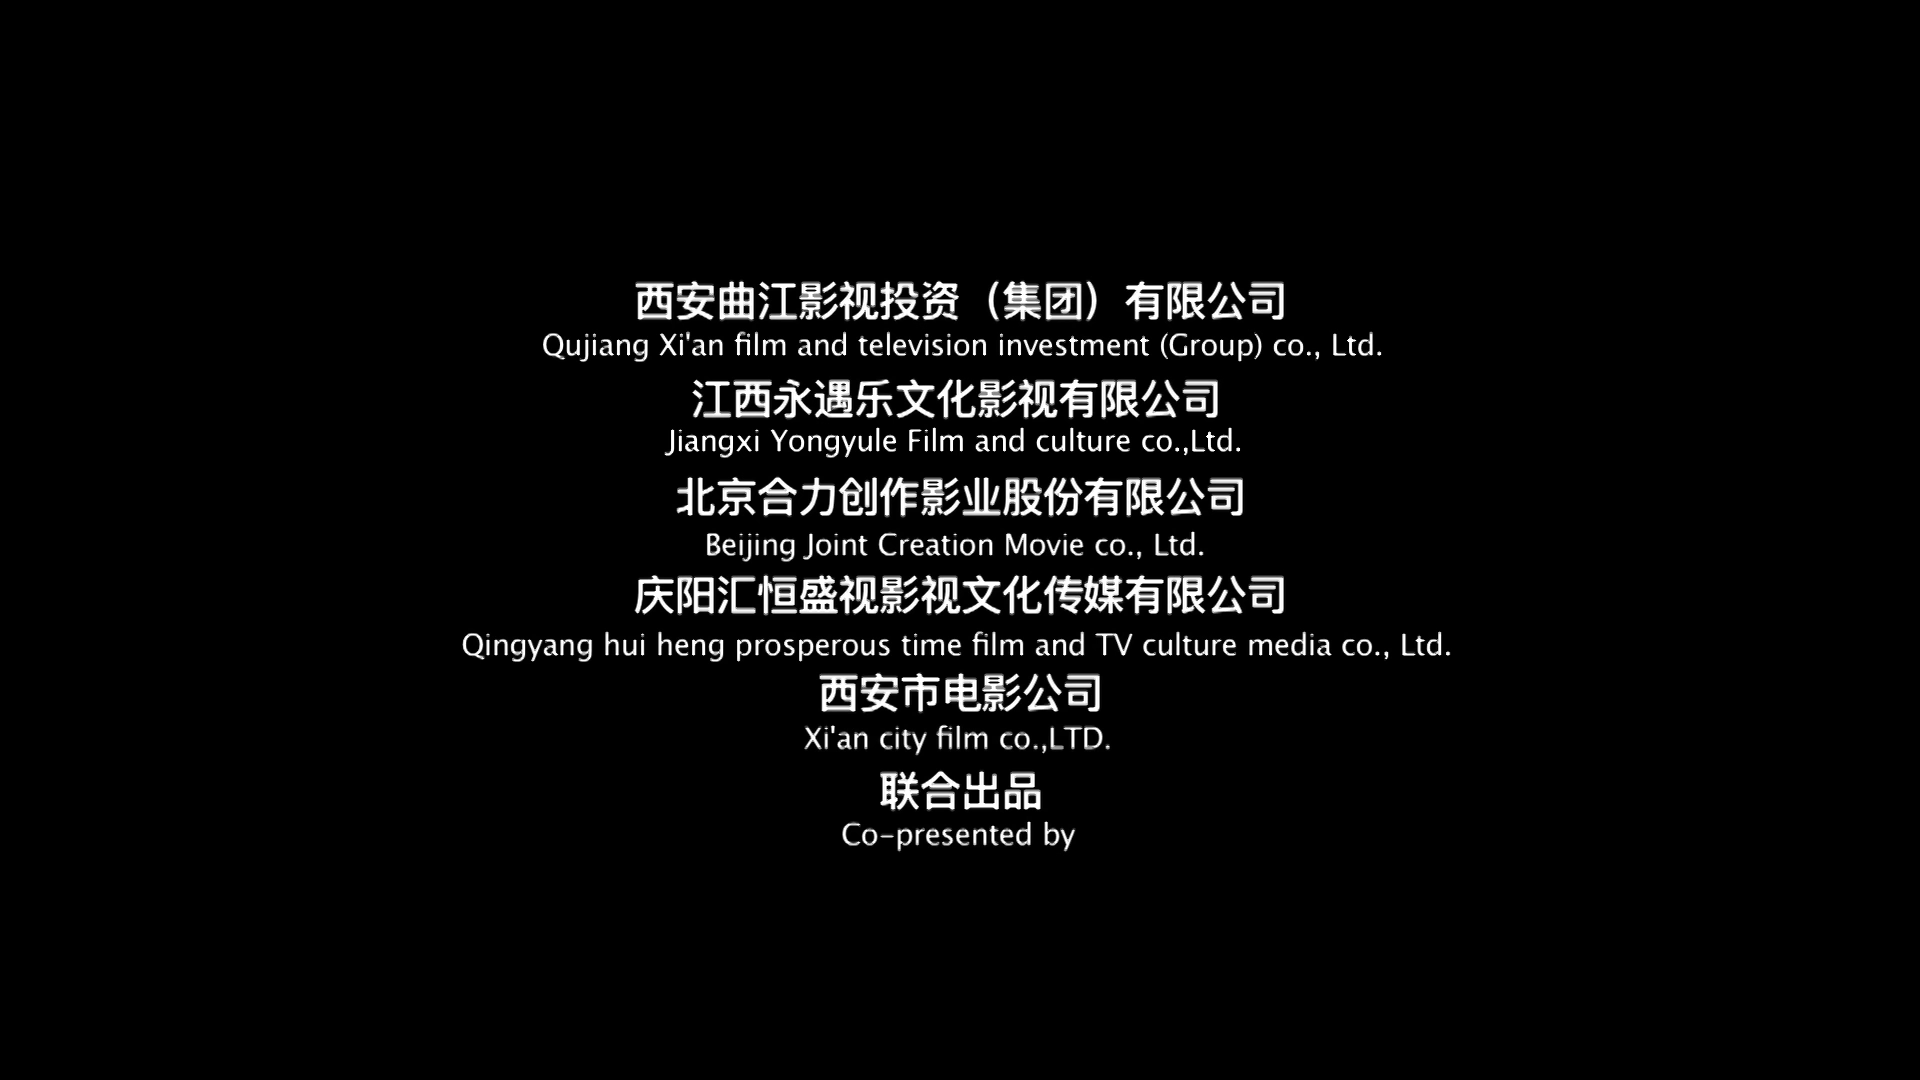 西安曲江影视投资（集团）有限公司
Qujiang Xi'an film and television investment (Group) co., Ltd.
江西永遇乐文化影视有限公司
Jiangxi Yongyule Film and culture co.,Ltd.
北京合力创作影业股份有限公司
Beijing Joint Creation Movie co., Ltd.
庆阳汇恒盛视影视文化传媒有限公司
Qingyang hui heng prosperous time film and TV culture media co., Ltd.
西安市电影公司
Xi'an city film co.,LTD.
联合出品
Co-presented by